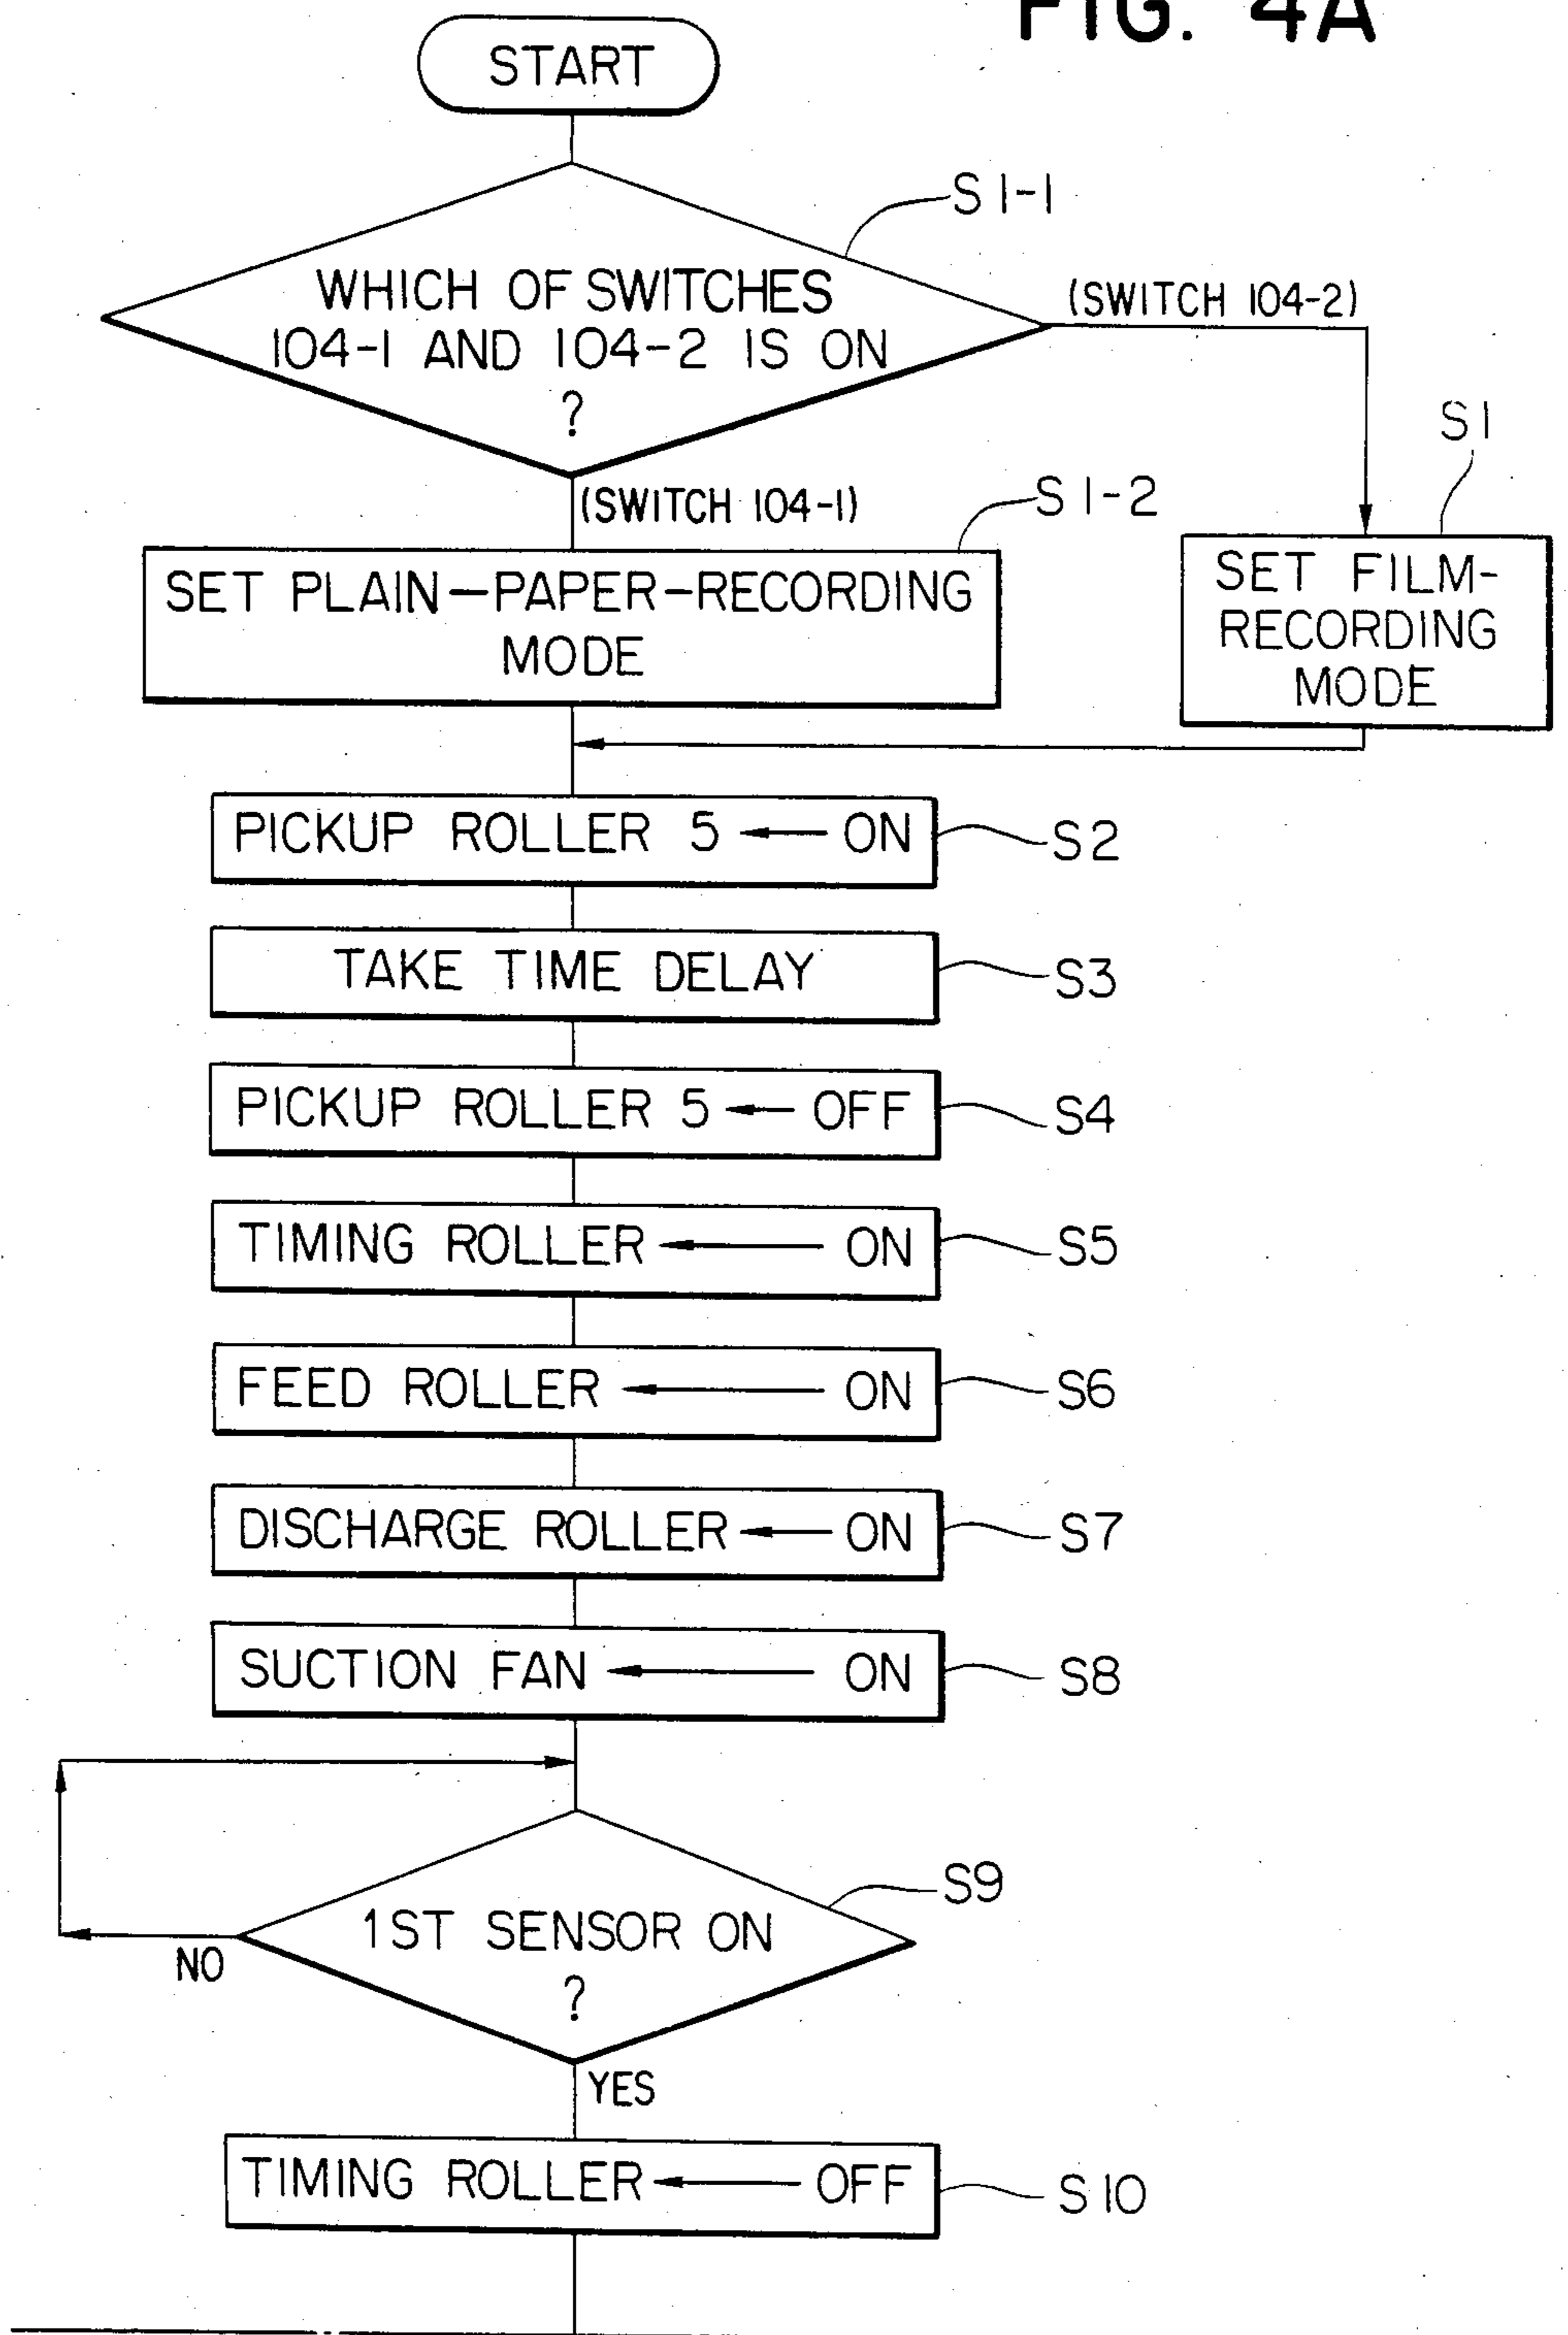 FIG. 4A
START
S1-1
WHICH OF SWITCHES
104-1 AND 104-2 IS ON
?
(SWITCH 104-2)
S1
(SWITCH 104-1)
S1-2
SET PLAIN-PAPER-RECORDING
MODE
SET FILM-
RECORDING
MODE
PICKUP ROLLER 5 ← ON
S2
TAKE TIME DELAY
S3
PICKUP ROLLER 5 ← OFF
S4
TIMING ROLLER ← ON
S5
FEED ROLLER ← ON
S6
DISCHARGE ROLLER ← ON
S7
SUCTION FAN ← ON
S8
S9
1ST SENSOR ON
?
NO
YES
TIMING ROLLER ← OFF
S10